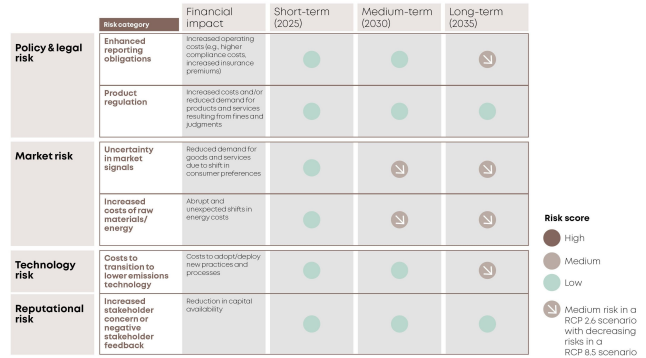 Risk category
Financial
impact
Short-term
(2025)
Medium-term
(2030)
Long-term
(2035)
Policy & legal
risk
Enhanced
reporting
obligations
Increased operating
costs (e.g., higher
compliance costs,
increased insurance
premiums)
Product
regulation
Increased costs and/or
reduced demand for
products and services
resulting from fines and
judgments
Market risk
Uncertainty
in market
signals
Reduced demand for
goods and services
due to shift in
consumer preferences
Increased
costs of raw
materials/
energy
Abrupt and
unexpected shifts in
energy costs
Technology
risk
Costs to
transition to
lower emissions
technology
Costs to adopt/deploy
new practices and
processes
Reputational
risk
Increased
stakeholder
concern or
negative
stakeholder
feedback
Reduction in capital
availability
Risk score
High
Medium
Low
Medium risk in a
RCP 2.6 scenario
with decreasing
risks in a
RCP 8.5 scenario